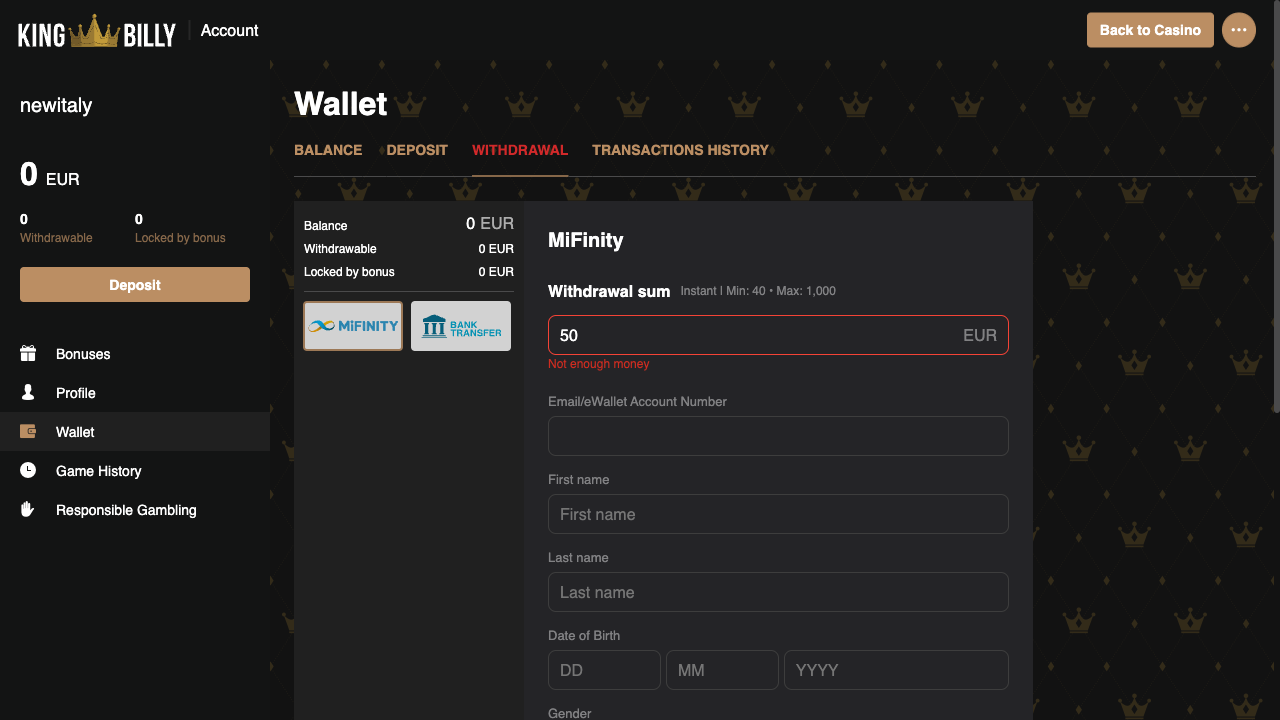 KING BILLY
Account
Back to Casino
newitaly
0 EUR
0
Withdrawable
0
Locked by bonus
Deposit
Bonuses
Profile
Wallet
Game History
Responsible Gambling
Wallet
BALANCE DEPOSIT WITHDRAWAL TRANSACTIONS HISTORY
Balance 0 EUR
Withdrawable 0 EUR
Locked by bonus 0 EUR
MiFINITY
BANK
TRANSFER
MiFinity
Withdrawal sum Instant | Min: 40 • Max: 1,000
50 EUR
Not enough money
Email/eWallet Account Number
First name
First name
Last name
Last name
Date of Birth
DD MM YYYY
Gender